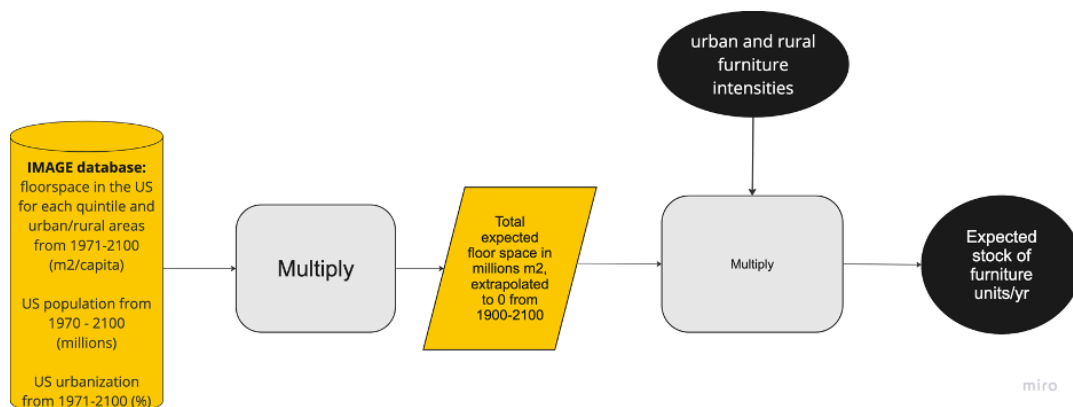 IMAGE database:
floorspace in the US
for each quintile and
urban/rural areas
from 1971-2100
(m2/capita)
US population from
1970 - 2100
(millions)
US urbanization
from 1971-2100 (%)
Multiply
Total
expected
floor space in
millions m2,
extrapolated
to 0 from
1900-2100
urban and rural
furniture
intensities
Multiply
Expected
stock of
furniture
units/yr
miro